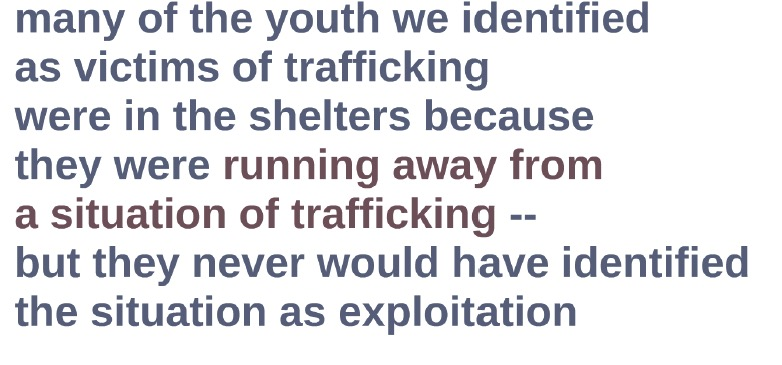 many of the youth we identified
as victims of trafficking
were in the shelters because
they were running away from
a situation of trafficking --
but they never would have identified
the situation as exploitation